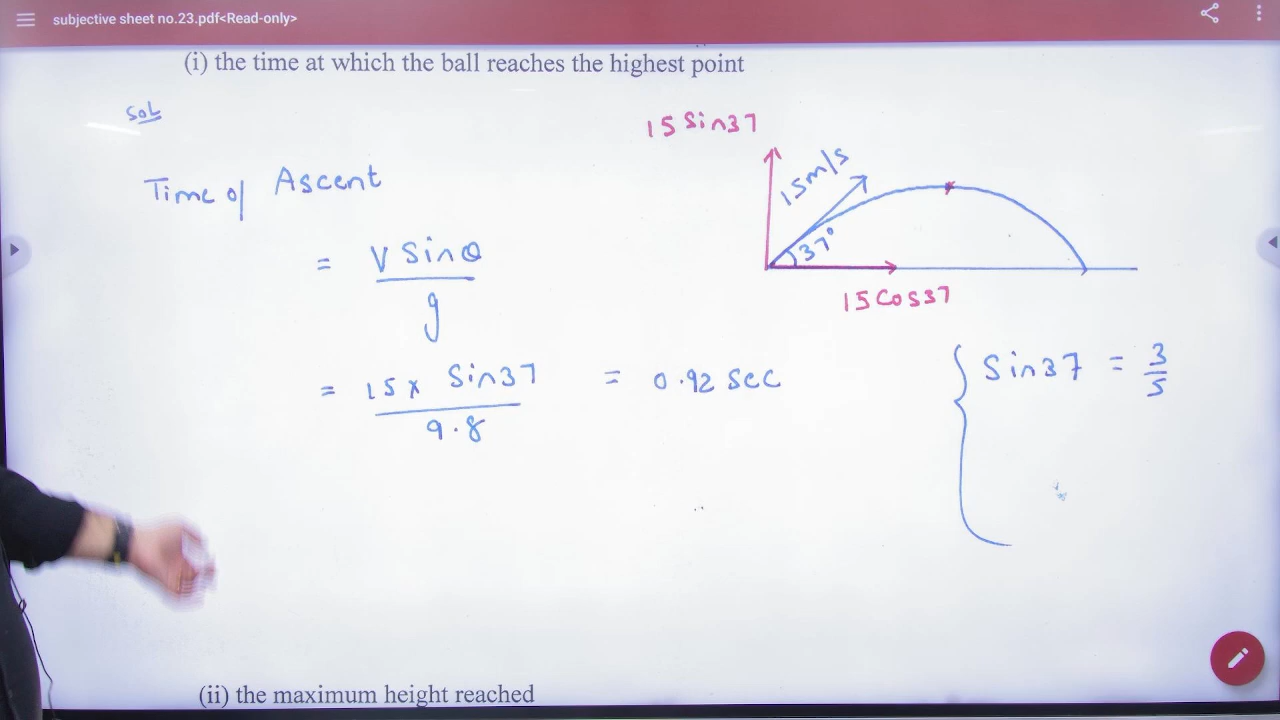 subjective sheet no.23.pdf<Read-only>
(i) the time at which the ball reaches the highest point
Sol
15 Sin37
15m/s
37°
15 Cos37
Time of Ascent
= V Sinθ
g
= 15 × Sin37 = 0.92 sec
9.8
Sin37 = 3
5
(ii) the maximum height reached